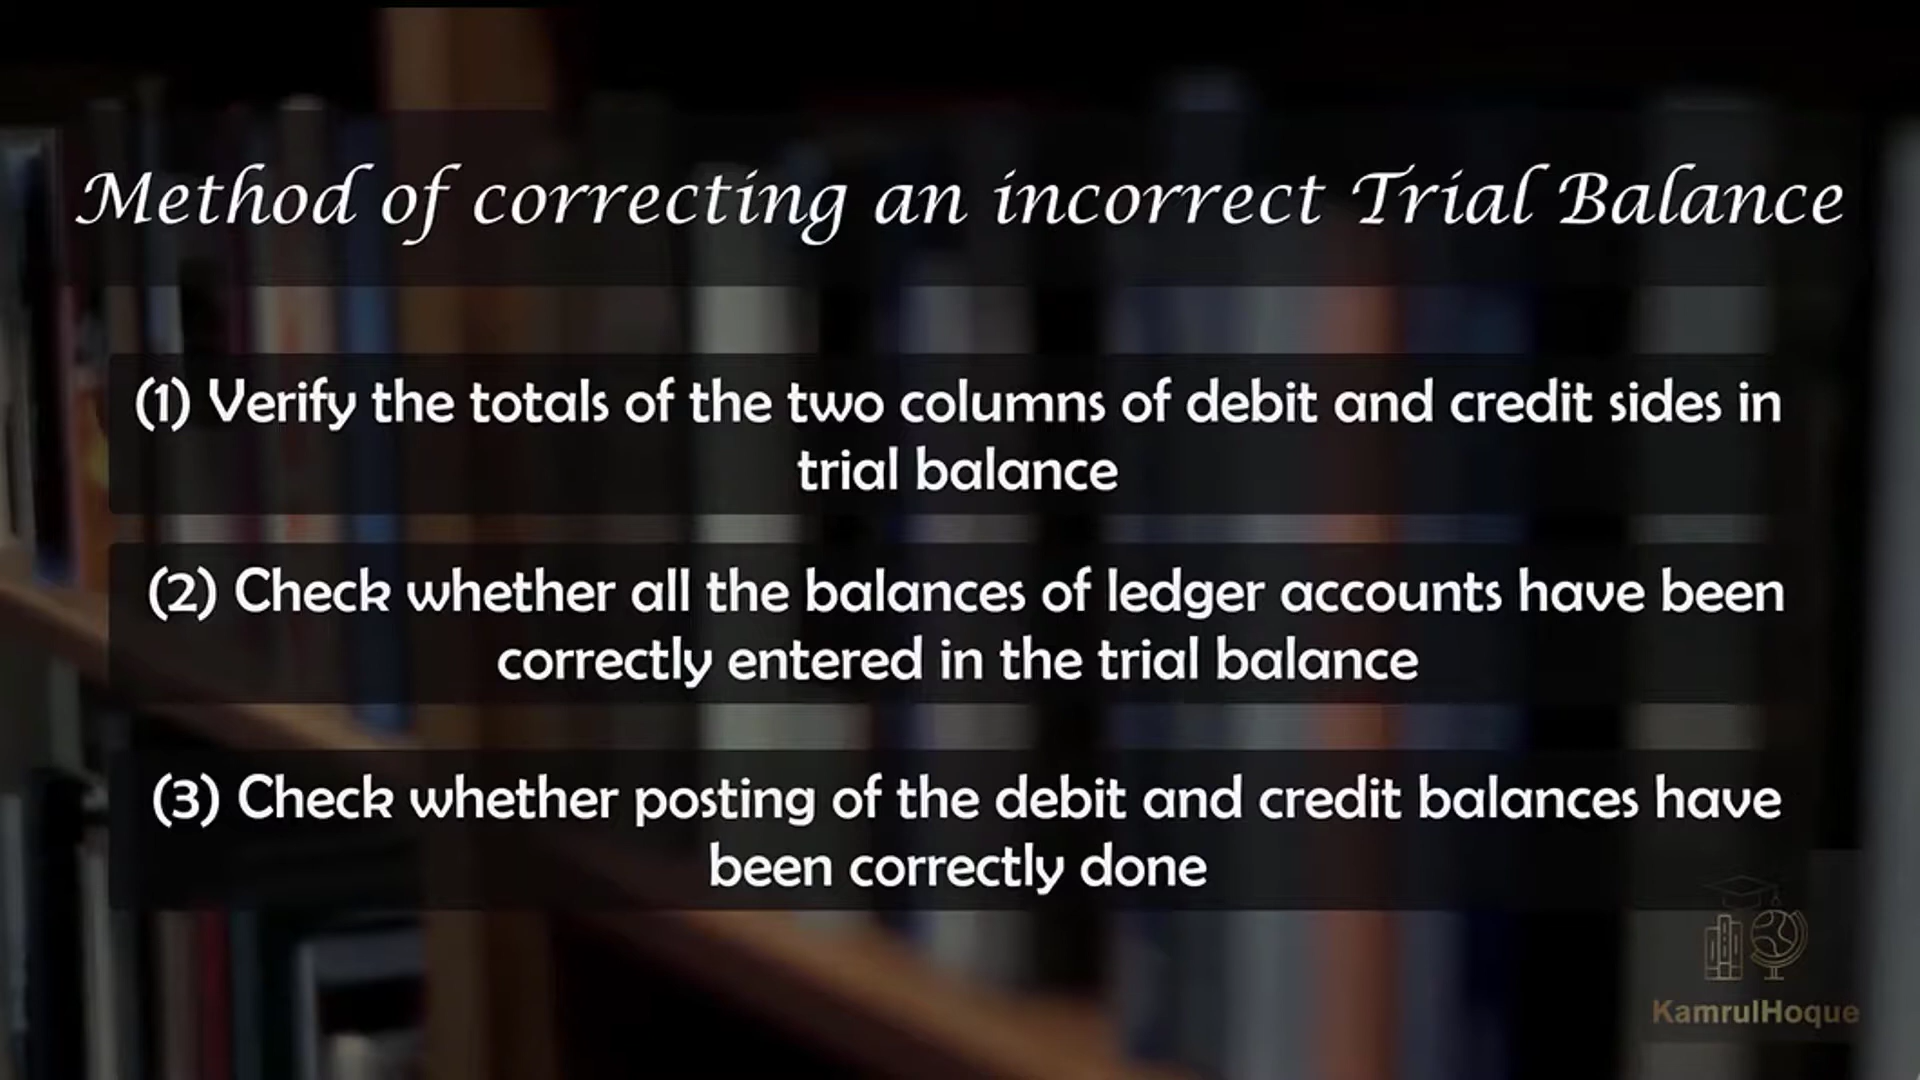 Method of correcting an incorrect Trial Balance
(1) Verify the totals of the two columns of debit and credit sides in
trial balance
(2) Check whether all the balances of ledger accounts have been
correctly entered in the trial balance
(3) Check whether posting of the debit and credit balances have
been correctly done
KamrulHoque